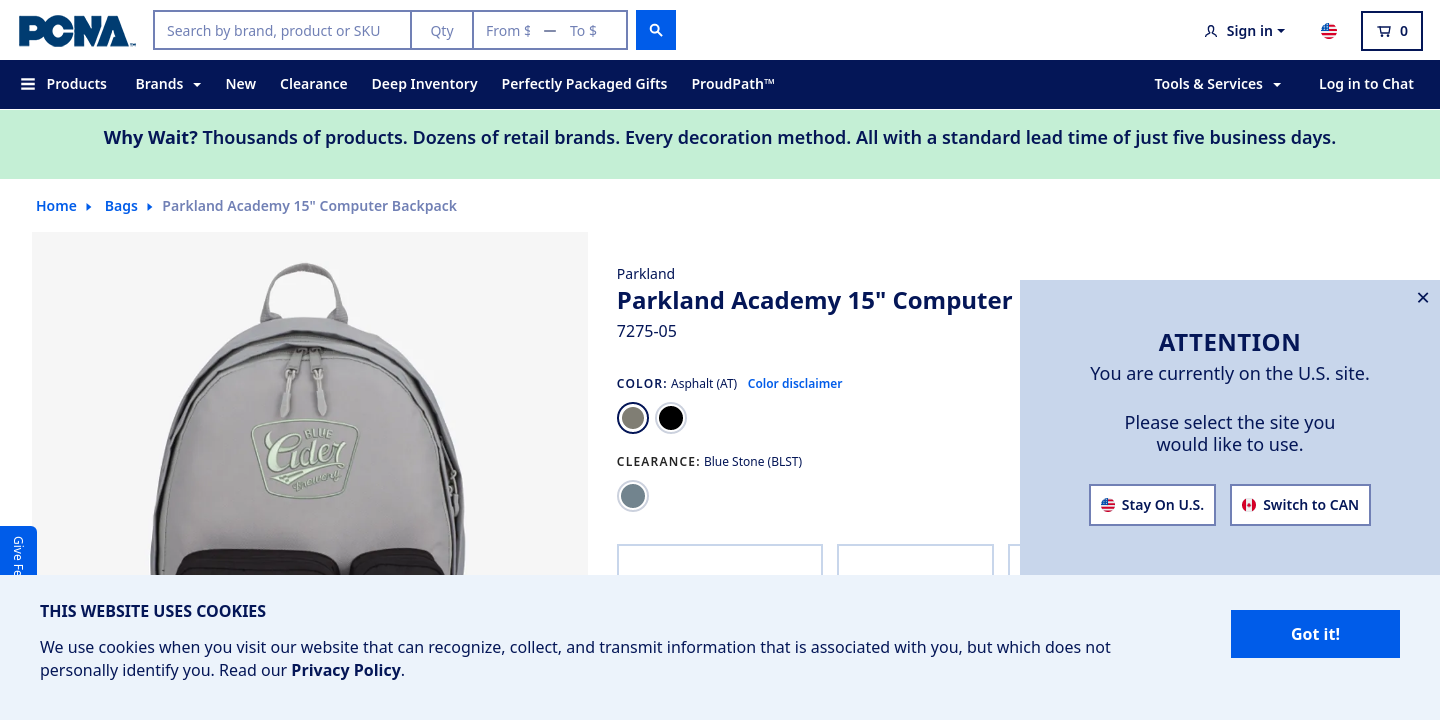 PCNA™
Search by brand, product or SKU
Qty
From $ — To $
Sign in
0
Products
Brands
New
Clearance
Deep Inventory
Perfectly Packaged Gifts
ProudPath™
Tools & Services
Log in to Chat
Why Wait? Thousands of products. Dozens of retail brands. Every decoration method. All with a standard lead time of just five business days.
Home
Bags
Parkland Academy 15" Computer Backpack
BLUE
Cider
Brewery
Parkland
Parkland Academy 15" Computer
7275-05
COLOR: Asphalt (AT) Color disclaimer
CLEARANCE: Blue Stone (BLST)
ATTENTION
You are currently on the U.S. site.
Please select the site you
would like to use.
Stay On U.S.
Switch to CAN
Give
THIS WEBSITE USES COOKIES
We use cookies when you visit our website that can recognize, collect, and transmit information that is associated with you, but which does not
personally identify you. Read our Privacy Policy.
Got it!